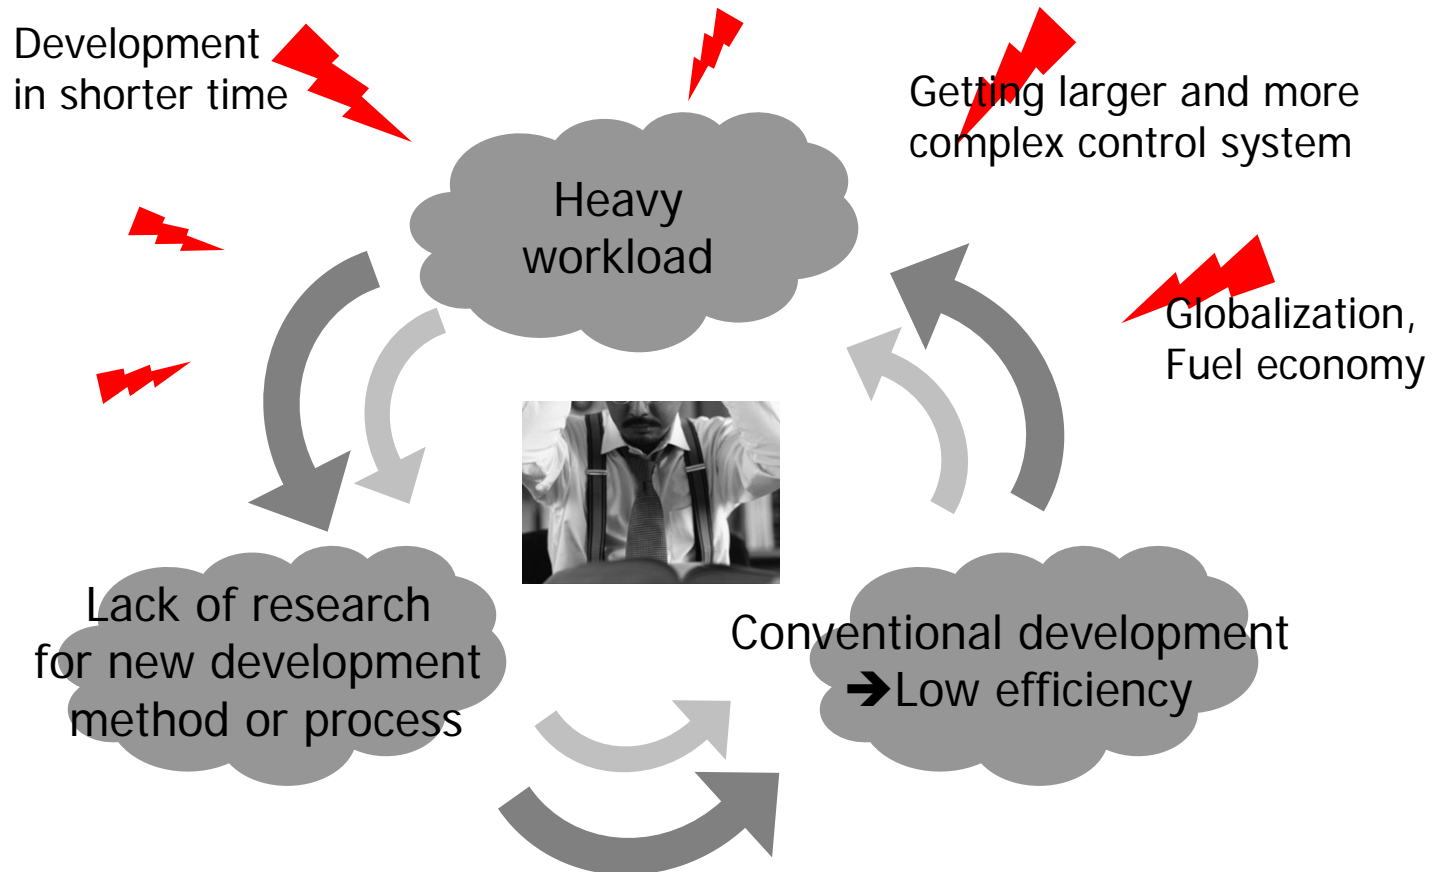 Development
in shorter time
Getting larger and more
complex control system
Heavy
workload
Globalization,
Fuel economy
Lack of research
for new development
method or process
Conventional development
➔Low efficiency